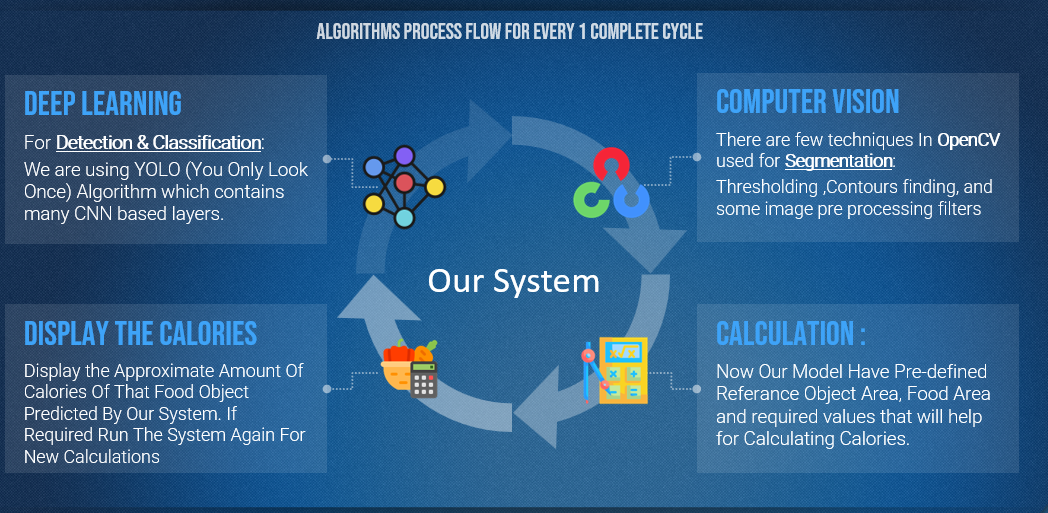 ALGORITHMS PROCESS FLOW FOR EVERY 1 COMPLETE CYCLE
DEEP LEARNING
For Detection & Classification:
We are using YOLO (You Only Look
Once) Algorithm which contains
many CNN based layers.
COMPUTER VISION
There are few techniques In OpenCV
used for Segmentation:
Thresholding ,Contours finding, and
some image pre processing filters
Our System
DISPLAY THE CALORIES
Display the Approximate Amount Of
Calories Of That Food Object
Predicted By Our System. If
Required Run The System Again For
New Calculations
CALCULATION :
Now Our Model Have Pre-defined
Referance Object Area, Food Area
and required values that will help
for Calculating Calories.